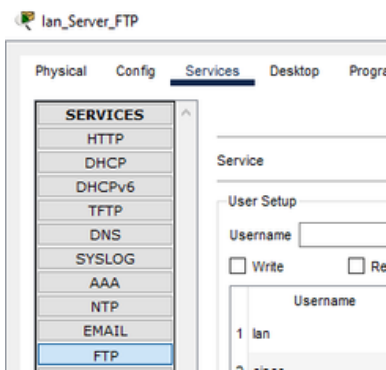 lan_Server_FTP
Physical Config Services Desktop
SERVICES
HTTP
DHCP
DHCPv6
TFTP
DNS
SYSLOG
AAA
NTP
EMAIL
FTP
Service
User Setup
Username
Write
Username
1 lan